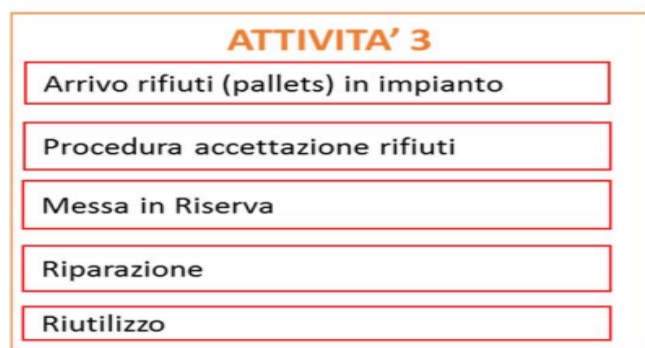 ATTIVITA’ 3
Arrivo rifiuti (pallets) in impianto
Procedura accettazione rifiuti
Messa in Riserva
Riparazione
Riutilizzo